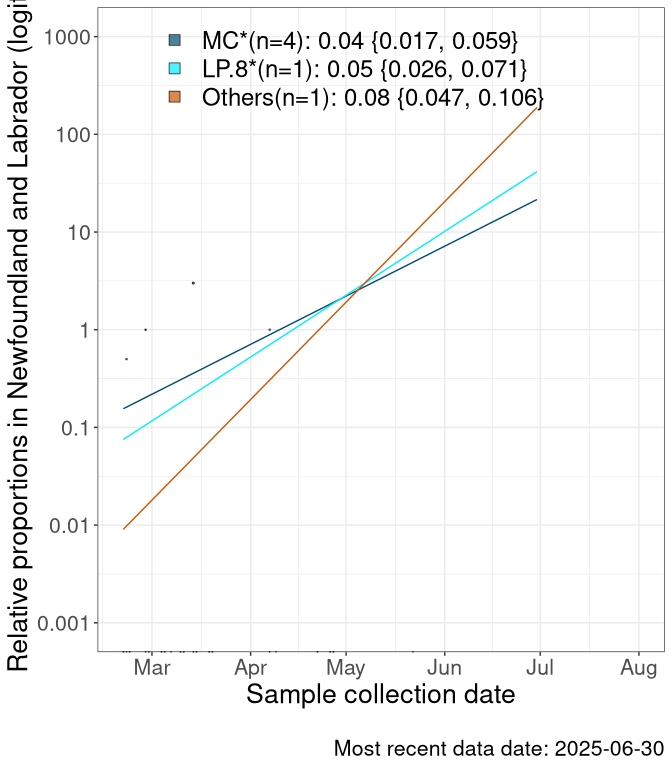 Relative proportions in Newfoundland and Labrador
1000
100
10
1
0.1
0.01
0.001
MC*(n=4): 0.04 {0.017, 0.059}
LP.8*(n=1): 0.05 {0.026, 0.071}
Others(n=1): 0.08 {0.047, 0.106}
Mar Apr May Jun Jul Aug
Sample collection date
Most recent data date: 2025-06-30